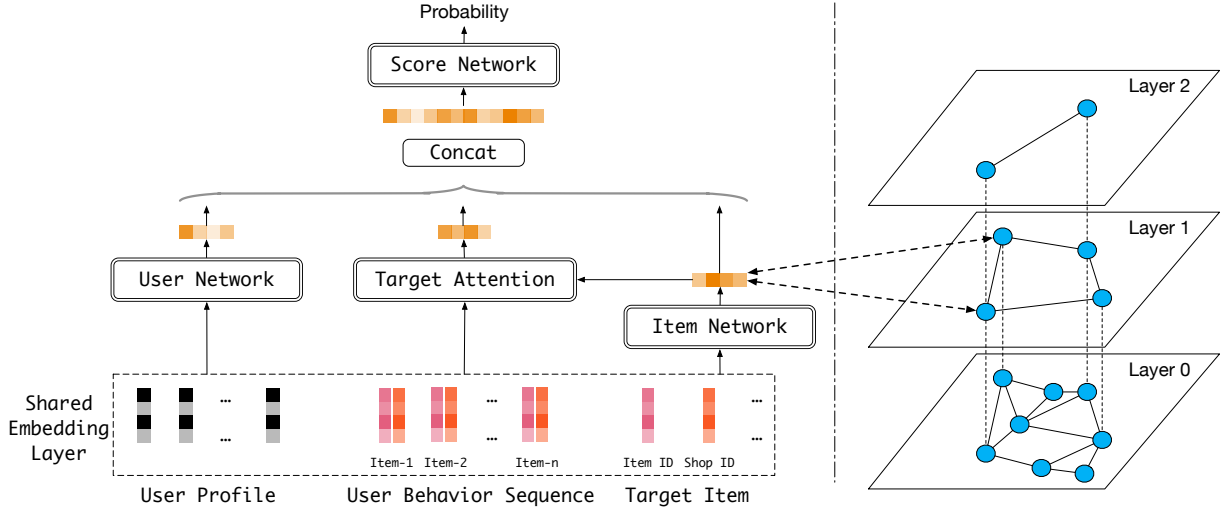 Probability
Score Network
Concat
User Network
Target Attention
Item Network
Shared
Embedding
Layer
...
...
...
...
...
...
Item-1 Item-2 Item-n Item ID Shop ID
User Profile User Behavior Sequence Target Item
Layer 2
Layer 1
Layer 0